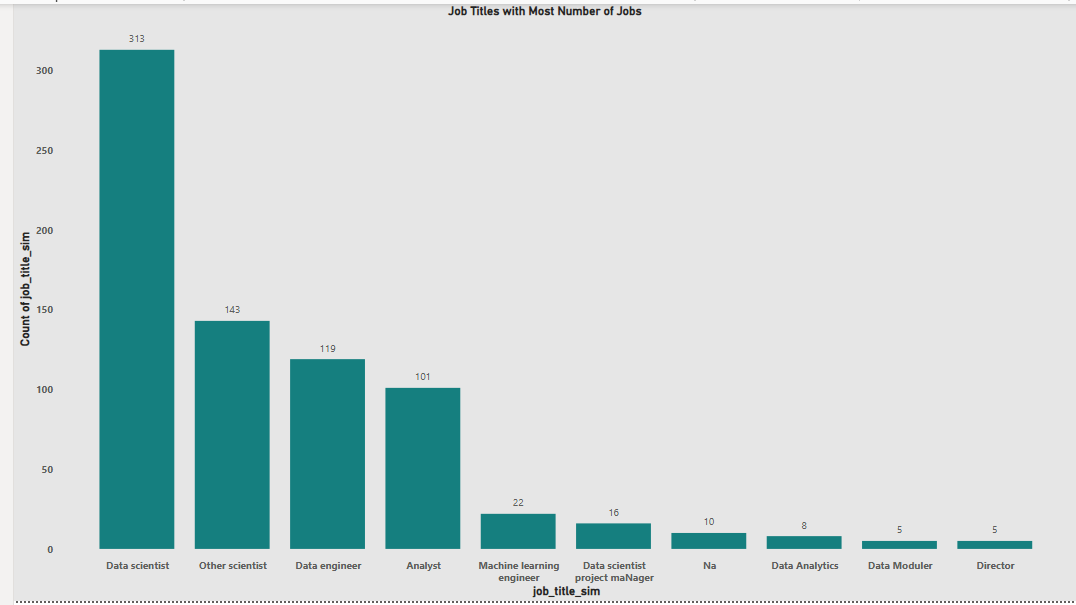 Job Titles with Most Number of Jobs
Count of job_title_sim
300
250
200
150
100
50
0
313
143
119
101
22
16
10
8
5
5
Data scientist
Other scientist
Data engineer
Analyst
Machine learning
engineer
Data scientist
project maNager
Na
Data Analytics
Data Moduler
Director
job_title_sim